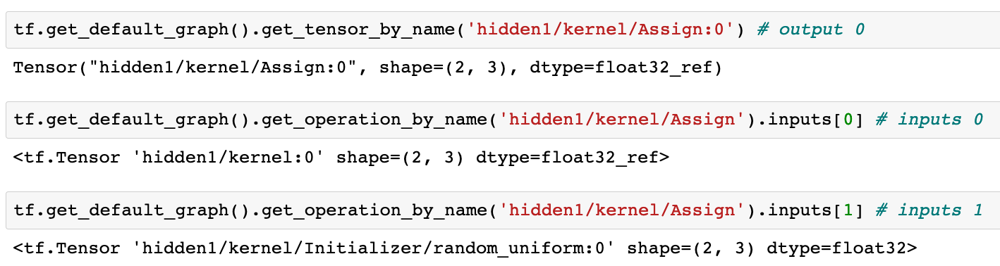 tf.get_default_graph().get_tensor_by_name('hidden1/kernel/Assign:0') # output 0
Tensor("hidden1/kernel/Assign:0", shape=(2, 3), dtype=float32_ref)
tf.get_default_graph().get_operation_by_name('hidden1/kernel/Assign').inputs[0] # inputs 0
<tf.Tensor 'hidden1/kernel:0' shape=(2, 3) dtype=float32_ref>
tf.get_default_graph().get_operation_by_name('hidden1/kernel/Assign').inputs[1] # inputs 1
<tf.Tensor 'hidden1/kernel/Initializer/random_uniform:0' shape=(2, 3) dtype=float32>